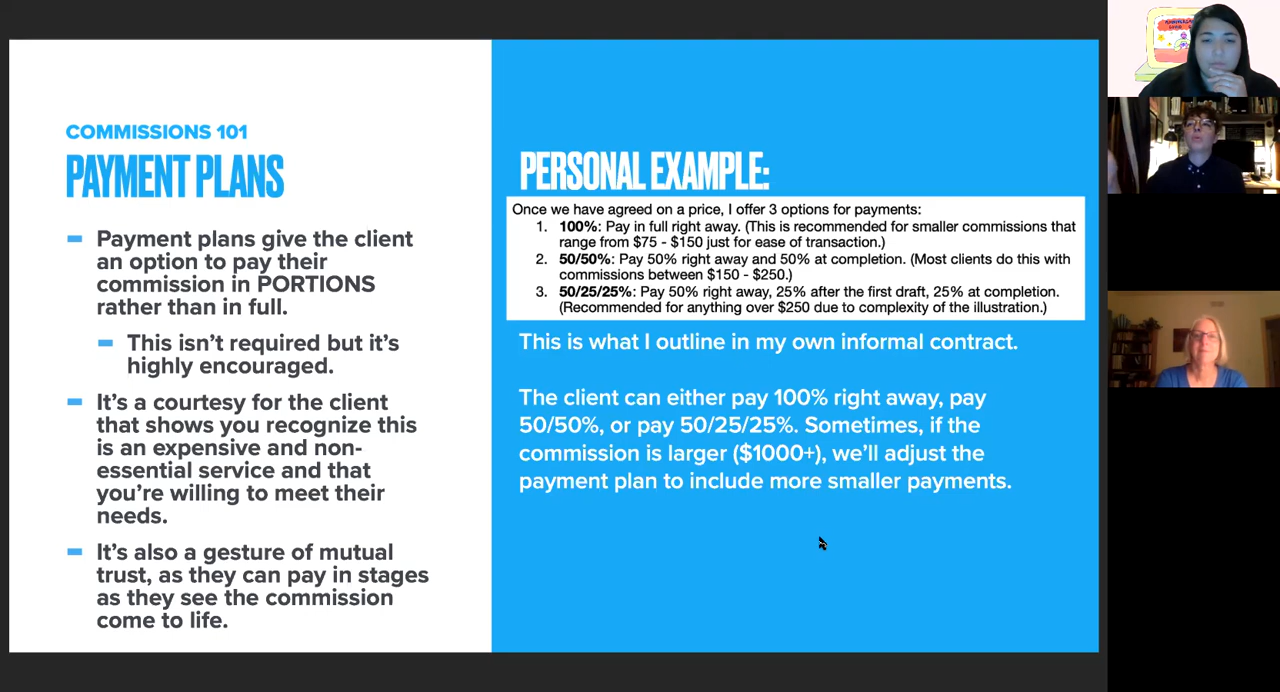 COMMISSIONS 101
PAYMENT PLANS
Payment plans give the client
an option to pay their
commission in PORTIONS
rather than in full.
This isn't required but it's
highly encouraged.
It's a courtesy for the client
that shows you recognize this
is an expensive and non-
essential service and that
you're willing to meet their
needs.
It's also a gesture of mutual
trust, as they can pay in stages
as they see the commission
come to life.
PERSONAL EXAMPLE:
Once we have agreed on a price, I offer 3 options for payments:
1. 100%: Pay in full right away. (This is recommended for smaller commissions that
range from $75 - $150 just for ease of transaction.)
2. 50/50%: Pay 50% right away and 50% at completion. (Most clients do this with
commissions between $150 - $250.)
3. 50/25/25%: Pay 50% right away, 25% after the first draft, 25% at completion.
(Recommended for anything over $250 due to complexity of the illustration.)
This is what I outline in my own informal contract.
The client can either pay 100% right away, pay
50/50%, or pay 50/25/25%. Sometimes, if the
commission is larger ($1000+), we'll adjust the
payment plan to include more smaller payments.